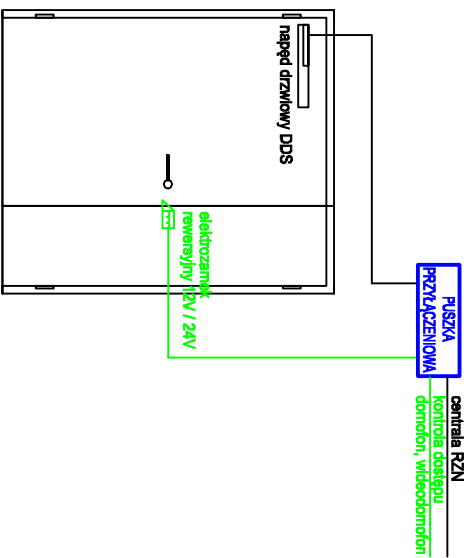 napęd drzwiowy DDS
elektrozamek
rewersyjny 12V / 24V
PUSZKA
PRZYŁĄCZENIOWA
centrala RZN
kontrola dostępu
domofon, wideodomofon